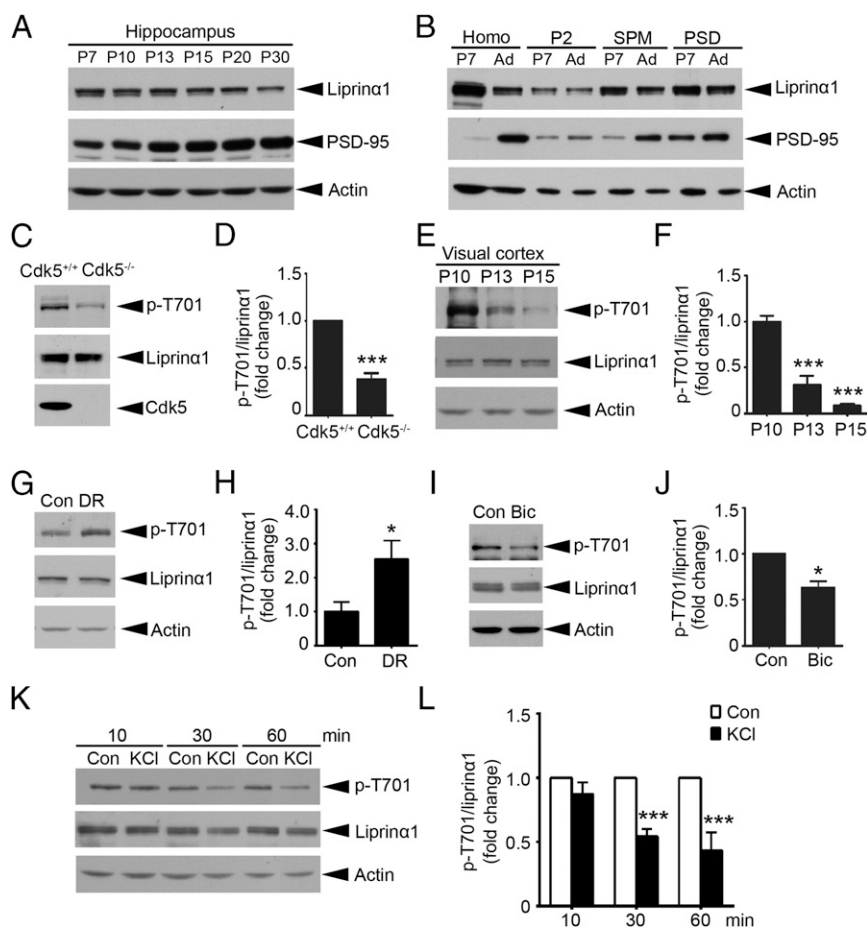 A
Hippocampus
P7 P10 P13 P15 P20 P30
Liprinα1
PSD-95
Actin
B
Homo P2 SPM PSD
P7 Ad P7 Ad P7 Ad P7 Ad
Liprinα1
PSD-95
Actin
C
Cdk5+/+ Cdk5-/-
p-T701
Liprinα1
Cdk5
D
p-T701/liprinα1
(fold change)
1.5
1.0
0.5
0
***
Cdk5+/+ Cdk5-/-
E
Visual cortex
P10 P13 P15
p-T701
Liprinα1
Actin
F
p-T701/liprinα1
(fold change)
1.5
1.0
0.5
0
***
***
P10 P13 P15
G
Con DR
p-T701
Liprinα1
Actin
H
p-T701/liprinα1
(fold change)
4.0
3.0
2.0
1.0
0
*
Con DR
I
Con Bic
p-T701
Liprinα1
Actin
J
p-T701/liprinα1
(fold change)
1.5
1.0
0.5
0
*
Con Bic
K
10 30 60 min
Con KCl Con KCl Con KCl
p-T701
Liprinα1
Actin
L
p-T701/liprinα1
(fold change)
1.5
1.0
0.5
0
Con
KCl
***
***
10 30 60 min